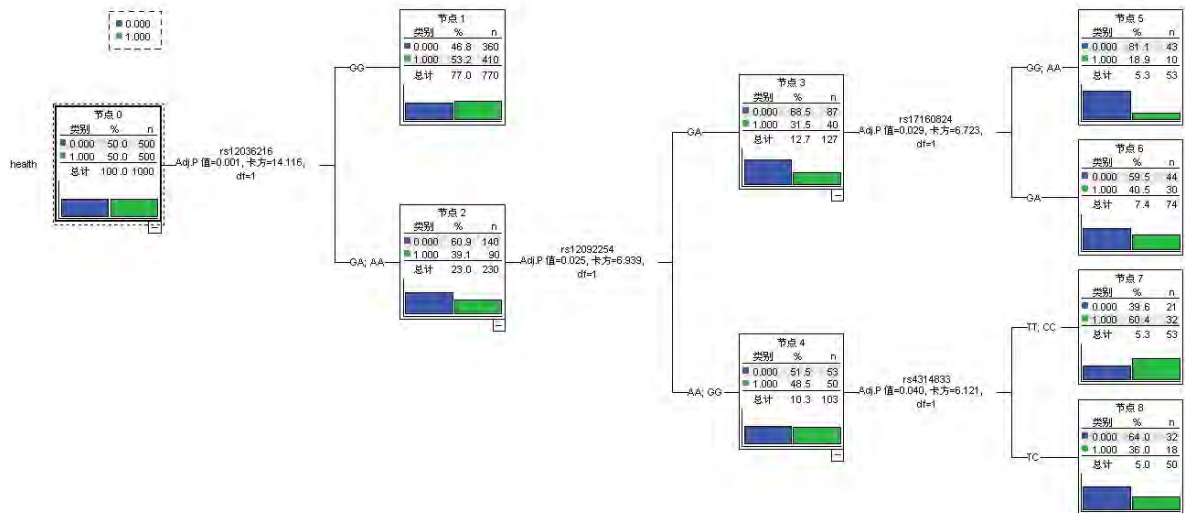 0.000
1.000
health
节点 0
类别 % n
0.000 50.0 500
1.000 50.0 500
总计 100.0 1000
rs12036216
Adj.P 值=0.001, 卡方=14.116,
df=1
GG
节点 1
类别 % n
0.000 46.8 360
1.000 53.2 410
总计 77.0 770
GA; AA
节点 2
类别 % n
0.000 60.9 140
1.000 39.1 90
总计 23.0 230
rs12092254
Adj.P 值=0.025, 卡方=6.939,
df=1
GA
节点 3
类别 % n
0.000 68.5 87
1.000 31.5 40
总计 12.7 127
rs17160824
Adj.P 值=0.029, 卡方=6.723,
df=1
GG; AA
节点 5
类别 % n
0.000 81.1 43
1.000 18.9 10
总计 5.3 53
GA
节点 6
类别 % n
0.000 59.5 44
1.000 40.5 30
总计 7.4 74
AA; GG
节点 4
类别 % n
0.000 51.5 53
1.000 48.5 50
总计 10.3 103
rs4314833
Adj.P 值=0.040, 卡方=6.121,
df=1
TT; CC
节点 7
类别 % n
0.000 39.6 21
1.000 60.4 32
总计 5.3 53
TC
节点 8
类别 % n
0.000 64.0 32
1.000 36.0 18
总计 5.0 50